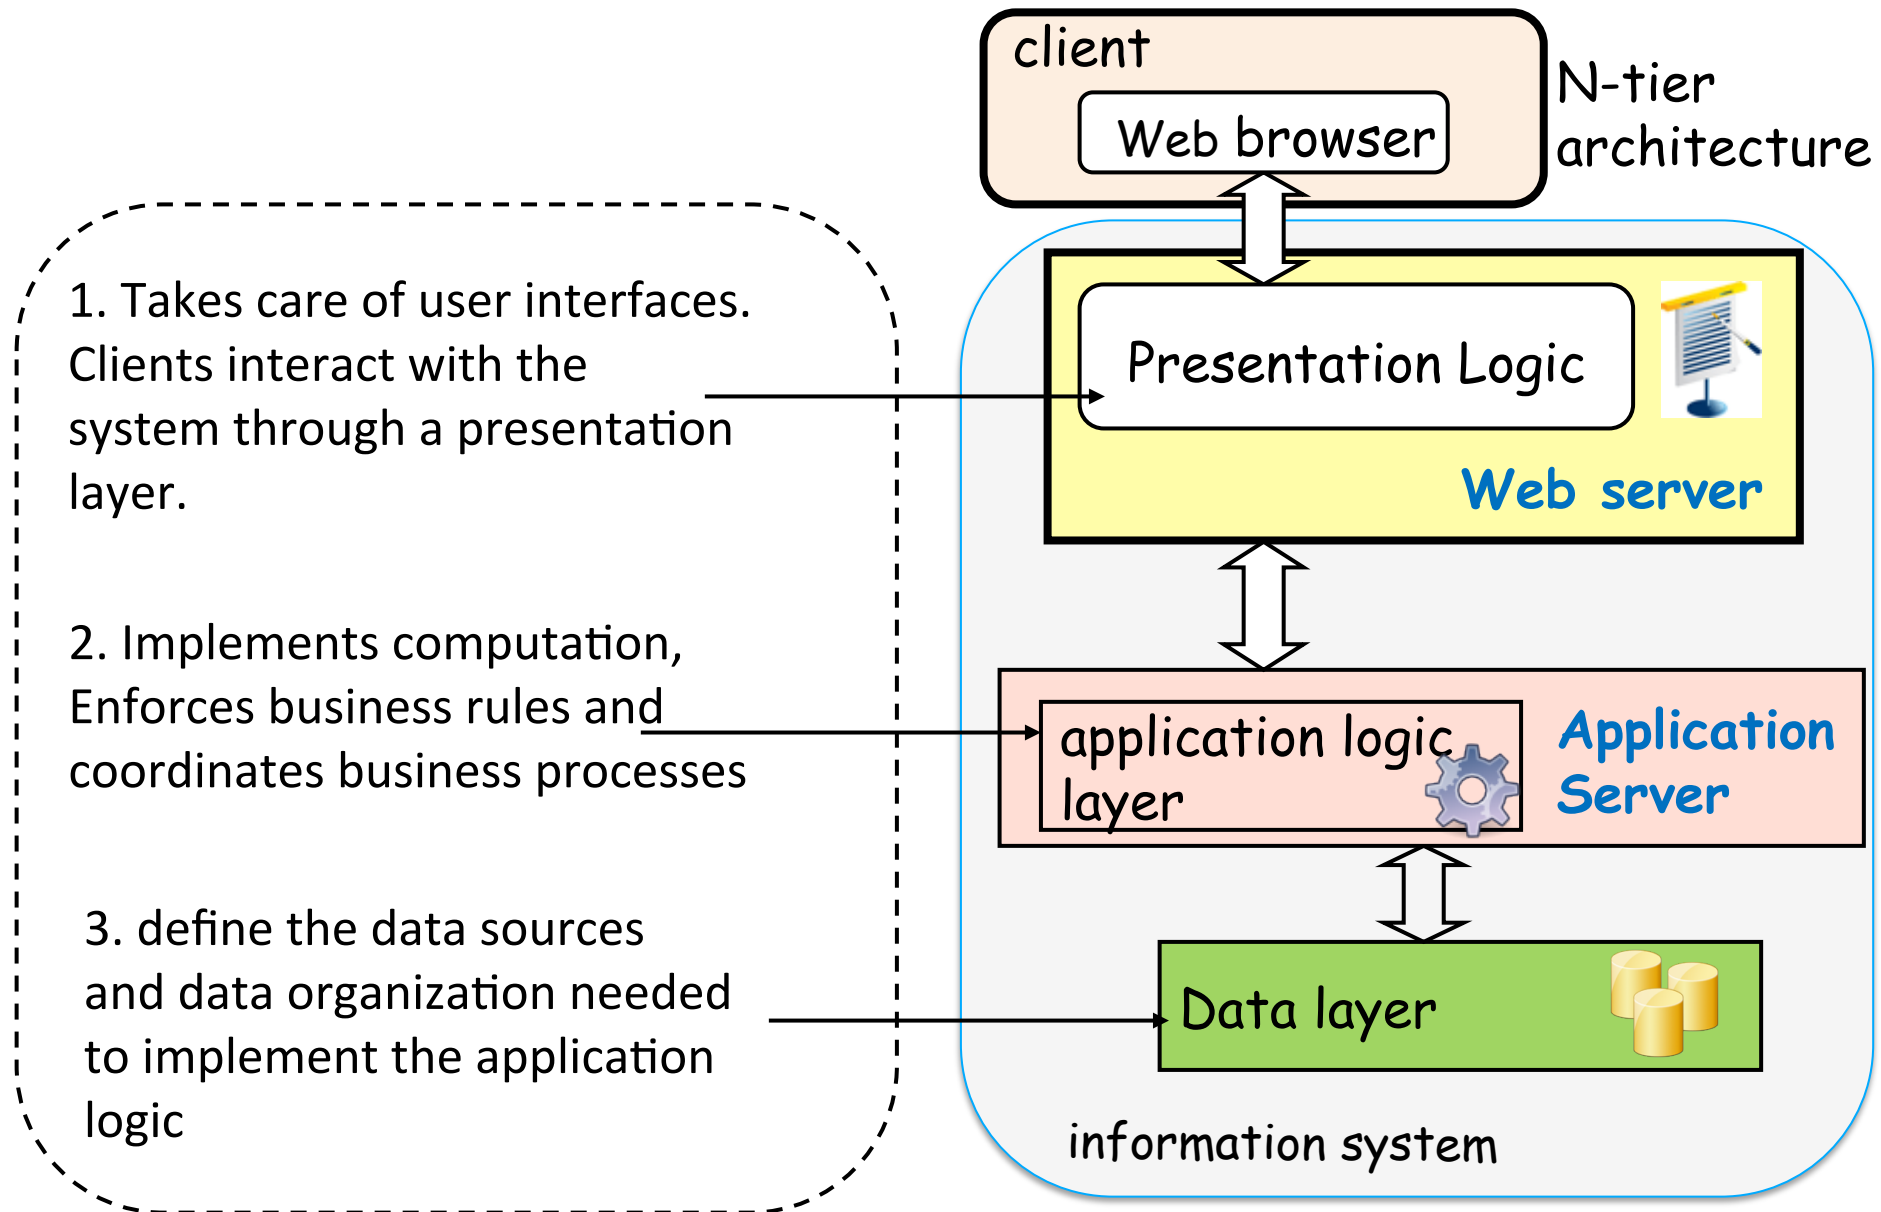 client
Web browser
N-tier
architecture
1. Takes care of user interfaces.
Clients interact with the
system through a presentation
layer.
Presentation Logic
Web server
2. Implements computation,
Enforces business rules and
coordinates business processes
application logic
layer
Application
Server
3. define the data sources
and data organization needed
to implement the application
logic
Data layer
information system